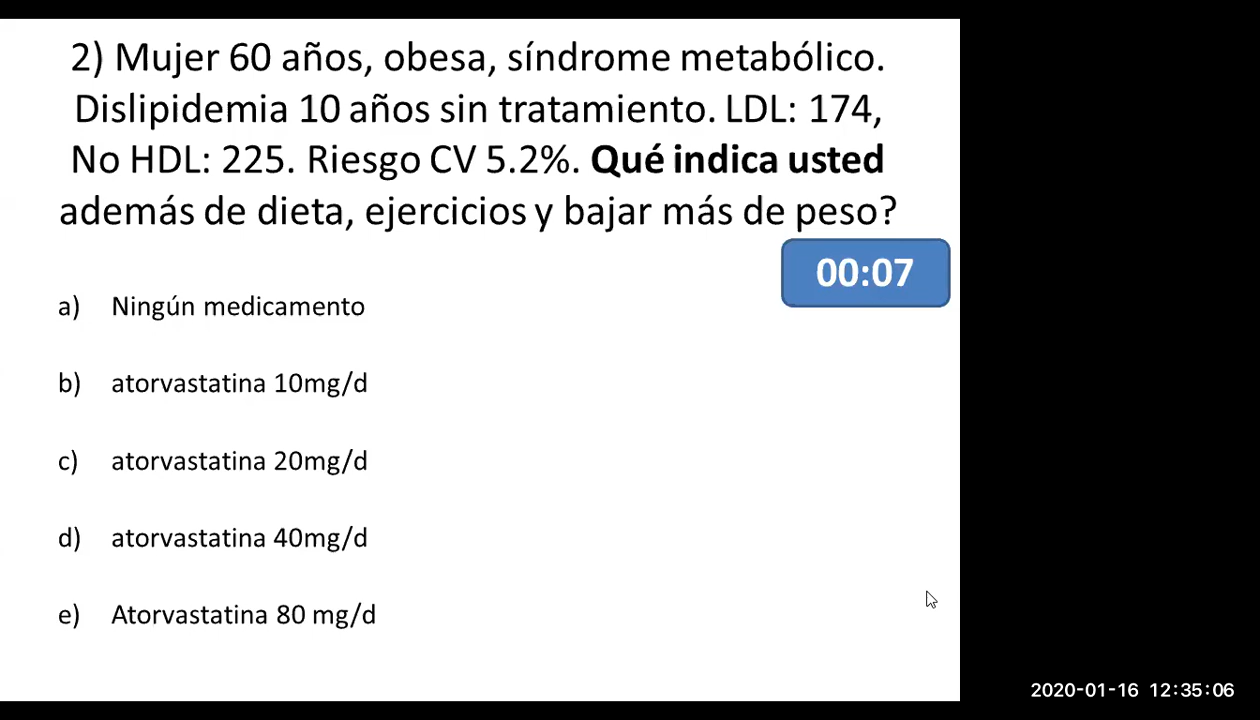 2) Mujer 60 años, obesa, síndrome metabólico.
Dislipidemia 10 años sin tratamiento. LDL: 174,
No HDL: 225. Riesgo CV 5.2%. Qué indica usted
además de dieta, ejercicios y bajar más de peso?
00:07
a) Ningún medicamento
b) atorvastatina 10mg/d
c) atorvastatina 20mg/d
d) atorvastatina 40mg/d
e) Atorvastatina 80 mg/d
2020-01-16 12:35:06